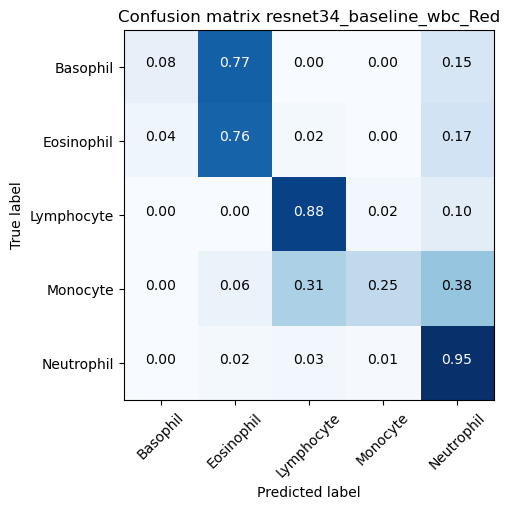 Confusion matrix resnet34_baseline_wbc_Red
True label
Basophil 0.08 0.77 0.00 0.00 0.15
Eosinophil 0.04 0.76 0.02 0.00 0.17
Lymphocyte 0.00 0.00 0.88 0.02 0.10
Monocyte 0.00 0.06 0.31 0.25 0.38
Neutrophil 0.00 0.02 0.03 0.01 0.95
Basophil Eosinophil Lymphocyte Monocyte Neutrophil
Predicted label